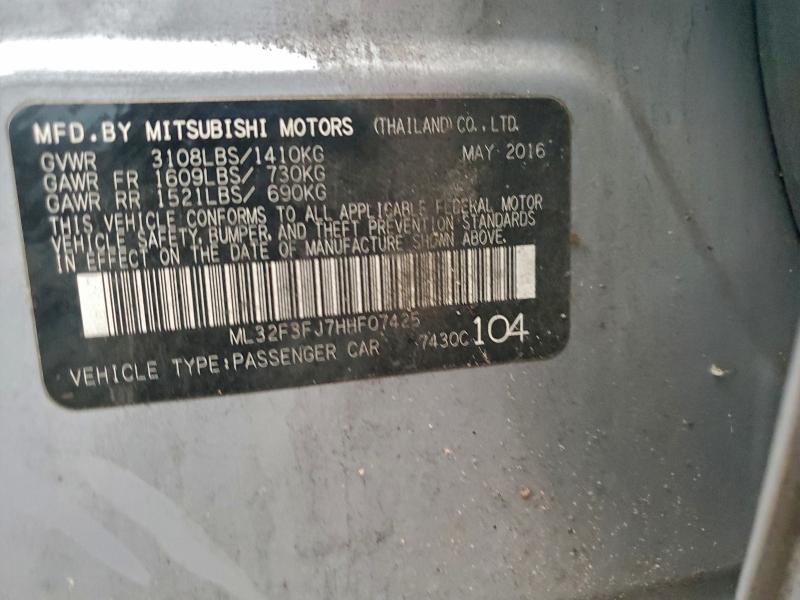 MFD.BY MITSUBISHI MOTORS (THAILAND)CO.,LTD.
GVWR 3108LBS/1410KG MAY 2016
GAWR FR 1609LBS/ 730KG
GAWR RR 1521LBS/ 690KG
THIS VEHICLE CONFORMS TO ALL APPLICABLE FEDERAL MOTOR
VEHICLE SAFETY, BUMPER, AND THEFT PREVENTION STANDARDS
IN EFFECT ON THE DATE OF MANUFACTURE SHOWN ABOVE.
ML32F3FJ7HHF07425
VEHICLE TYPE:PASSENGER CAR 7430C 104